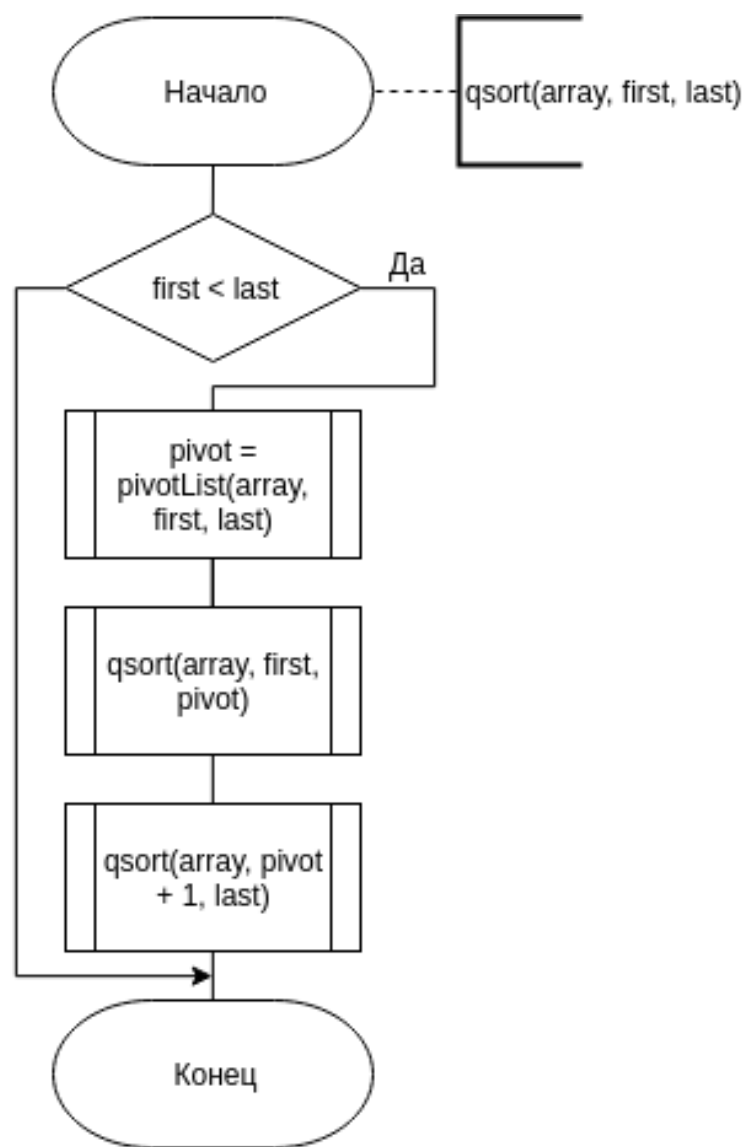 Начало
qsort(array, first, last)
first < last
Да
pivot =
pivotList(array,
first, last)
qsort(array, first,
pivot)
qsort(array, pivot
+ 1, last)
Конец